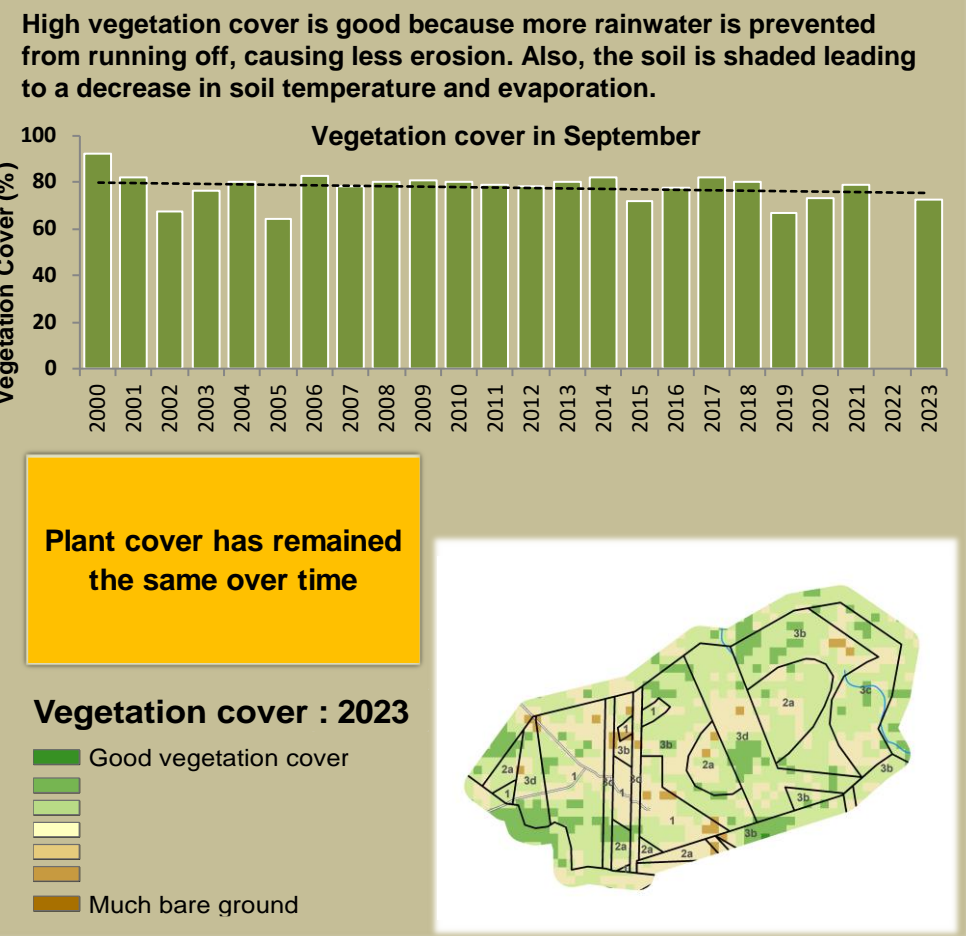 High vegetation cover is good because more rainwater is prevented
from running off, causing less erosion. Also, the soil is shaded leading
to a decrease in soil temperature and evaporation.
Vegetation cover in September
Vegetation Cover (%)
100
80
60
40
20
0
2000 2001 2002 2003 2004 2005 2006 2007 2008 2009 2010 2011 2012 2013 2014 2015 2016 2017 2018 2019 2020 2021 2022 2023
Plant cover has remained
the same over time
Vegetation cover : 2023
Good vegetation cover
Much bare ground
3b
2a
3c
1
1
3b
3b
3d
2a
2a
3d
1
1
3c
3c
1
1
3b
3b
3b
2a
2a
2a